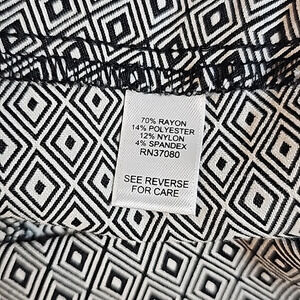 70% RAYON
14% POLYESTER
12% NYLON
4% SPANDEX
RN37080
SEE REVERSE
FOR CARE